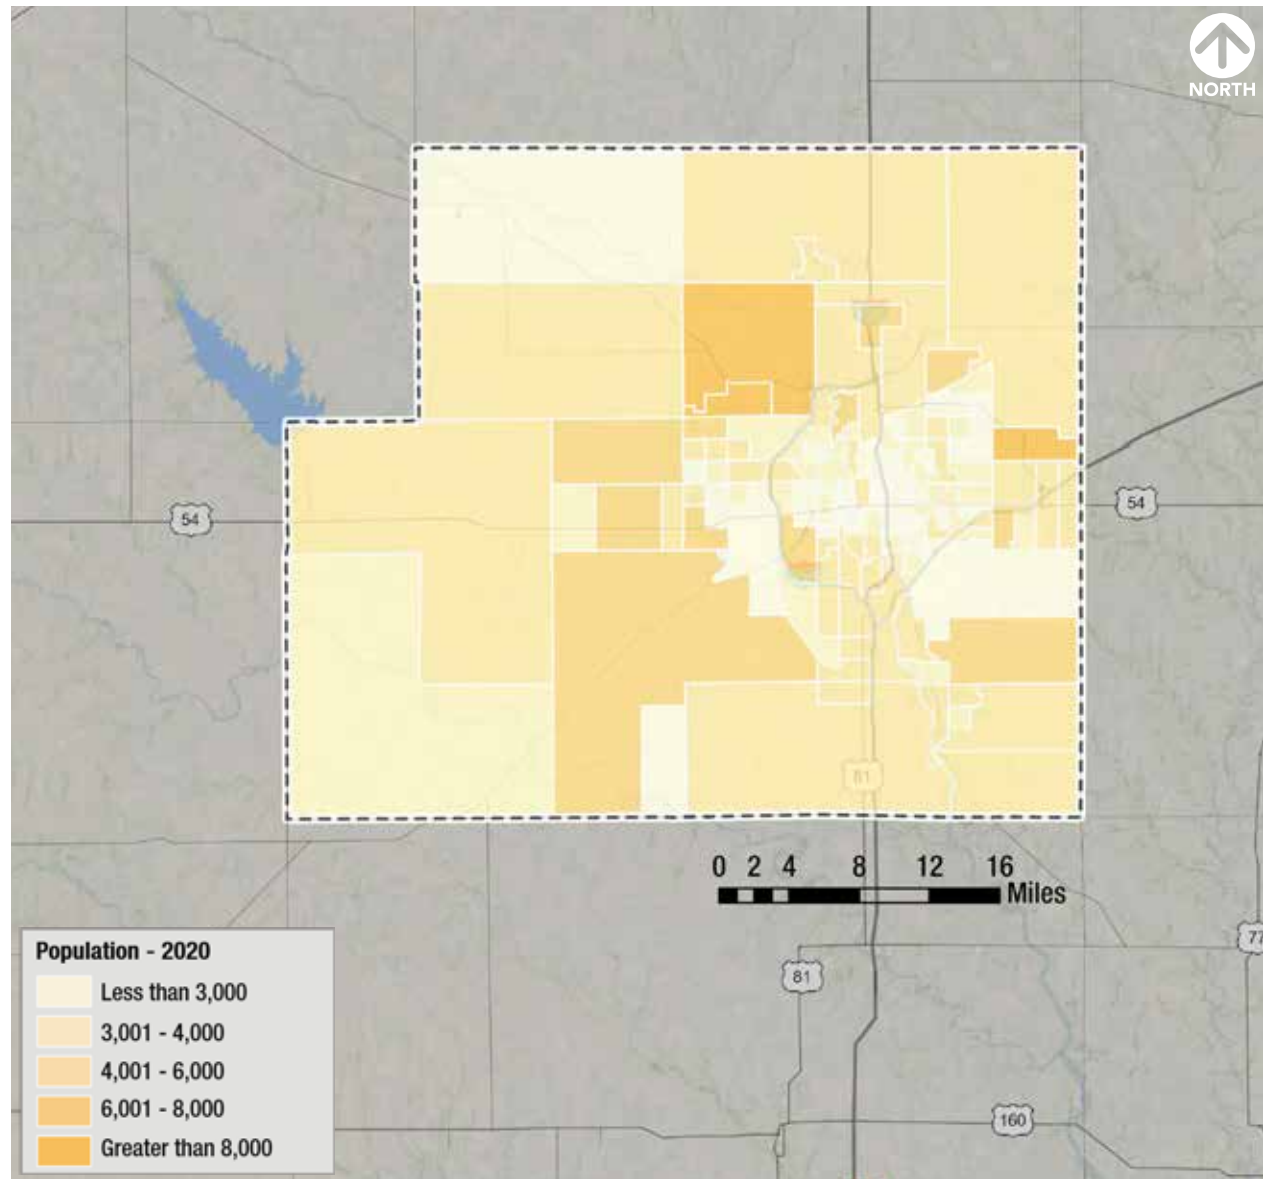 NORTH
54
54
81
0 2 4 8 12 16
Miles
Population - 2020
Less than 3,000
3,001 - 4,000
4,001 - 6,000
6,001 - 8,000
Greater than 8,000
77
81
160